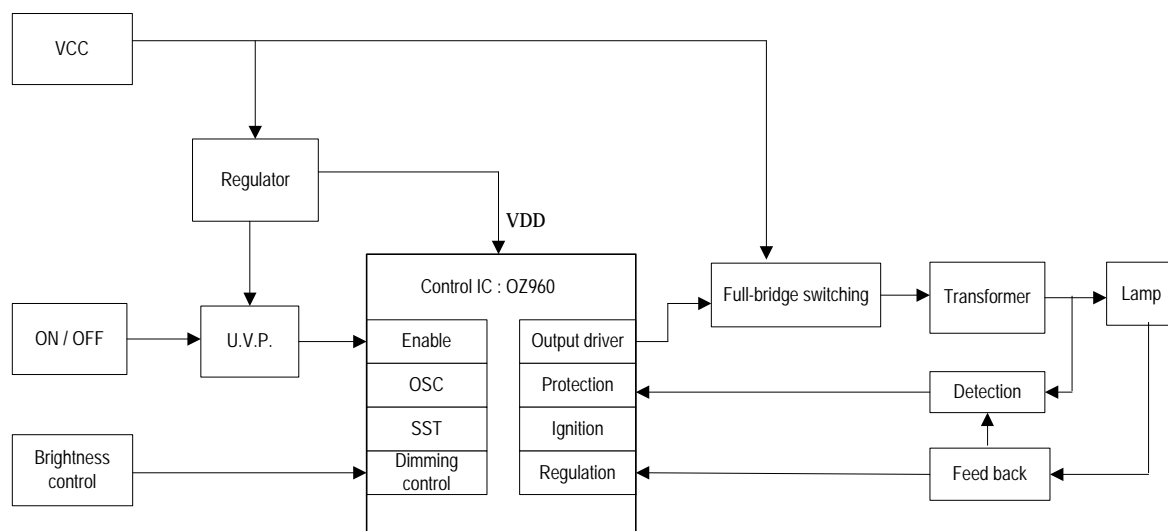 VCC
Regulator
VDD
Control IC : OZ960
Full-bridge switching
Transformer
Lamp
ON / OFF
U.V.P.
Enable
Output driver
OSC
Protection
Detection
SST
Ignition
Brightness
control
Dimming
control
Regulation
Feed back